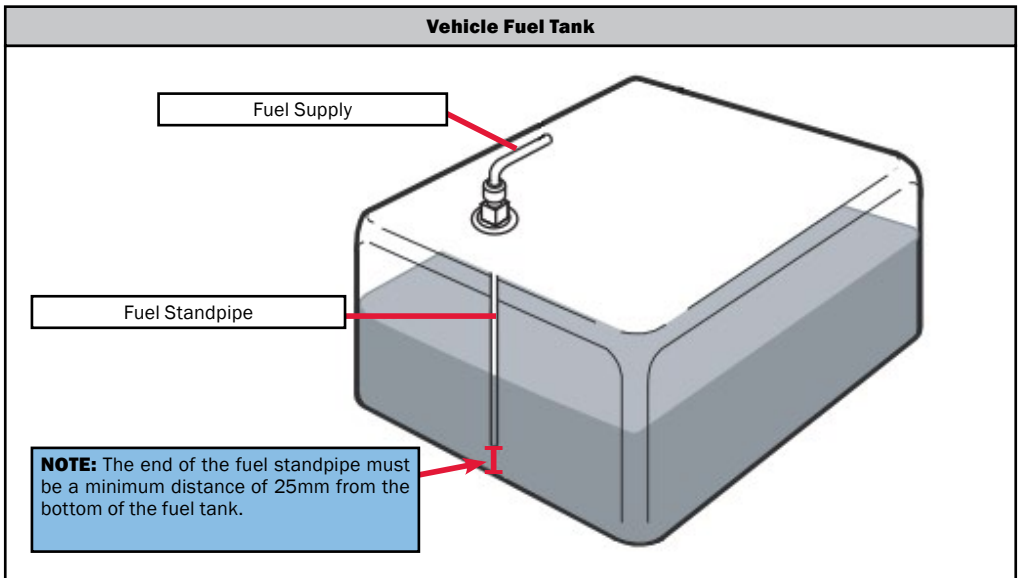 Vehicle Fuel Tank
Fuel Supply
Fuel Standpipe
NOTE: The end of the fuel standpipe must
be a minimum distance of 25mm from the
bottom of the fuel tank.